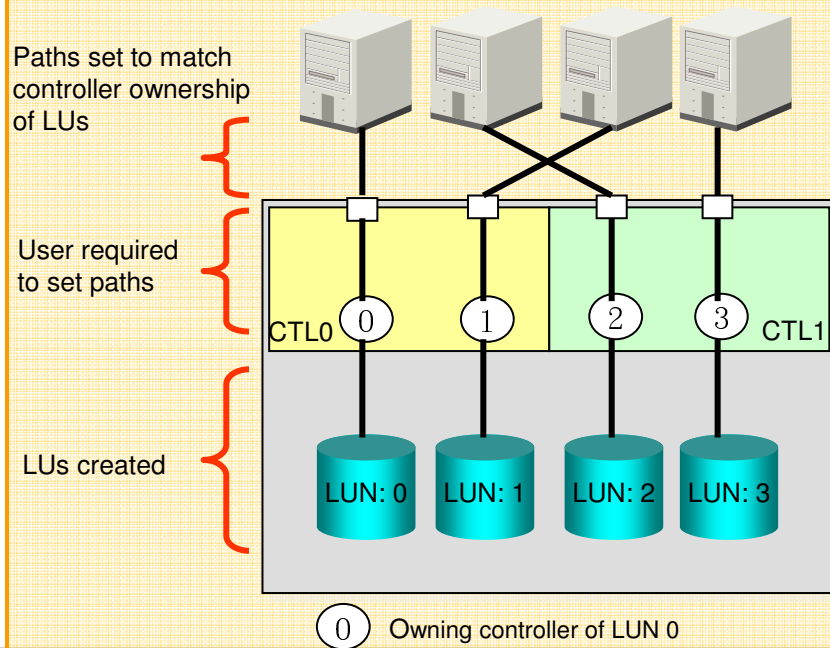 Paths set to match
controller ownership
of LUs
User required
to set paths
CTL0
0
1
2
3
CTL1
LUs created
LUN: 0
LUN: 1
LUN: 2
LUN: 3
0 Owning controller of LUN 0